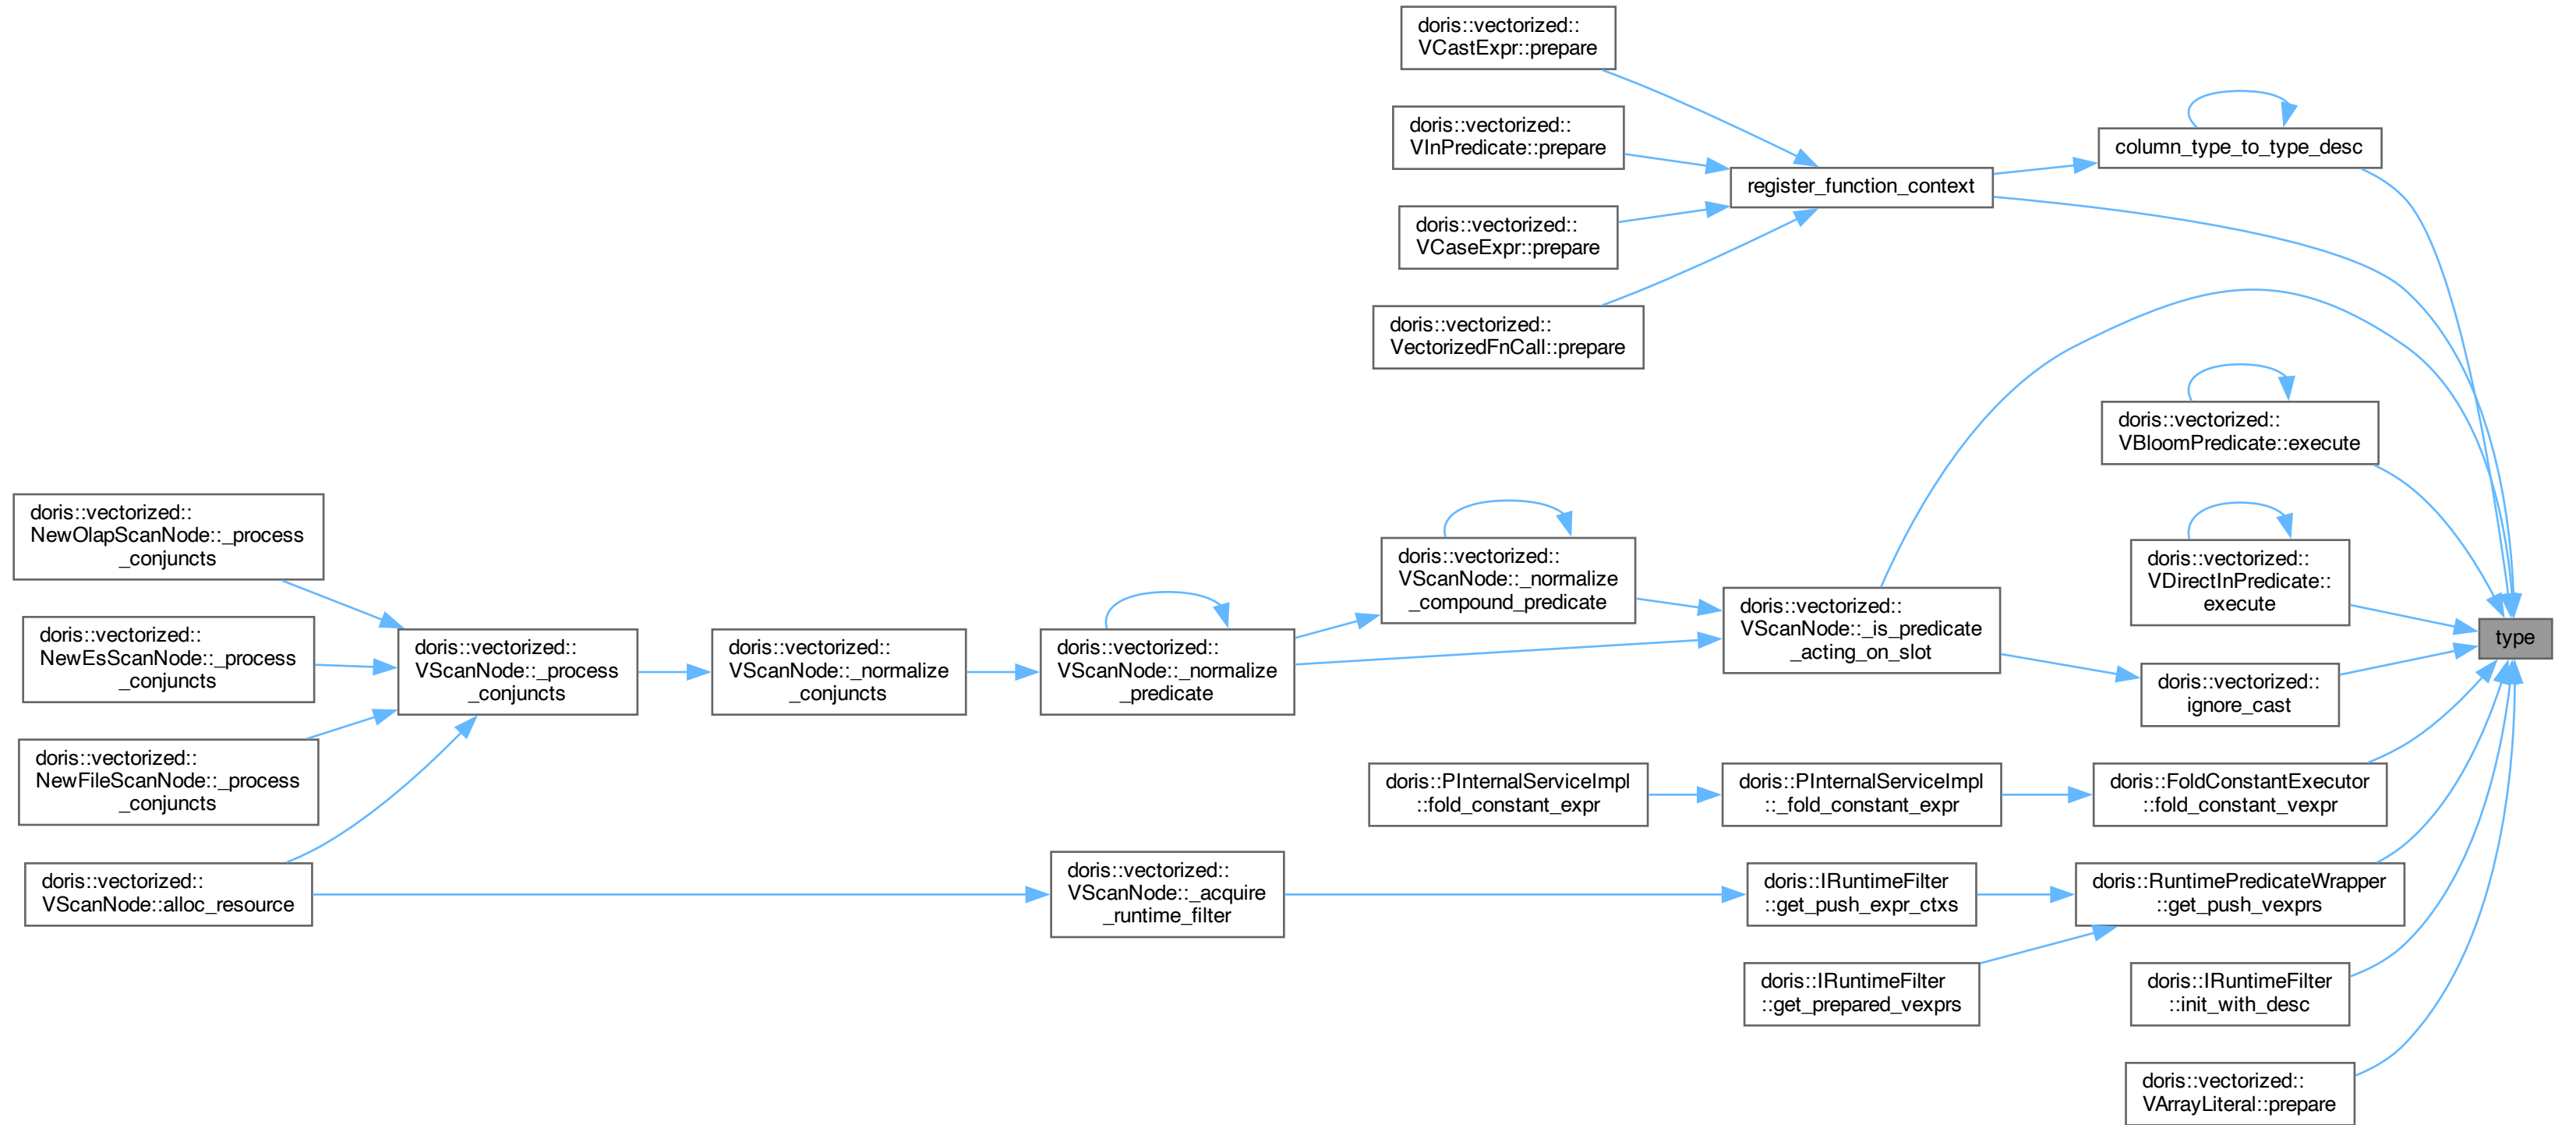 doris::vectorized::
VCastExpr::prepare
doris::vectorized::
VInPredicate::prepare
column_type_to_type_desc
register_function_context
doris::vectorized::
VCaseExpr::prepare
doris::vectorized::
VectorizedFnCall::prepare
doris::vectorized::
VBloomPredicate::execute
doris::vectorized::
NewOlapScanNode::_process
_conjuncts
doris::vectorized::
VScanNode::_normalize
_compound_predicate
doris::vectorized::
VDirectInPredicate::
execute
doris::vectorized::
VScanNode::_is_predicate
_acting_on_slot
type
doris::vectorized::
NewEsScanNode::_process
_conjuncts
doris::vectorized::
VScanNode::_process
_conjuncts
doris::vectorized::
VScanNode::_normalize
_conjuncts
doris::vectorized::
VScanNode::_normalize
_predicate
doris::vectorized::
ignore_cast
doris::vectorized::
NewFileScanNode::_process
_conjuncts
doris::PInternalServiceImpl
::fold_constant_expr
doris::PInternalServiceImpl
::_fold_constant_expr
doris::FoldConstantExecutor
::fold_constant_vexpr
doris::vectorized::
VScanNode::alloc_resource
doris::vectorized::
VScanNode::_acquire
_runtime_filter
doris::IRuntimeFilter
::get_push_expr_ctxs
doris::RuntimePredicateWrapper
::get_push_vexprs
doris::IRuntimeFilter
::get_prepared_vexprs
doris::IRuntimeFilter
::init_with_desc
doris::vectorized::
VArrayLiteral::prepare